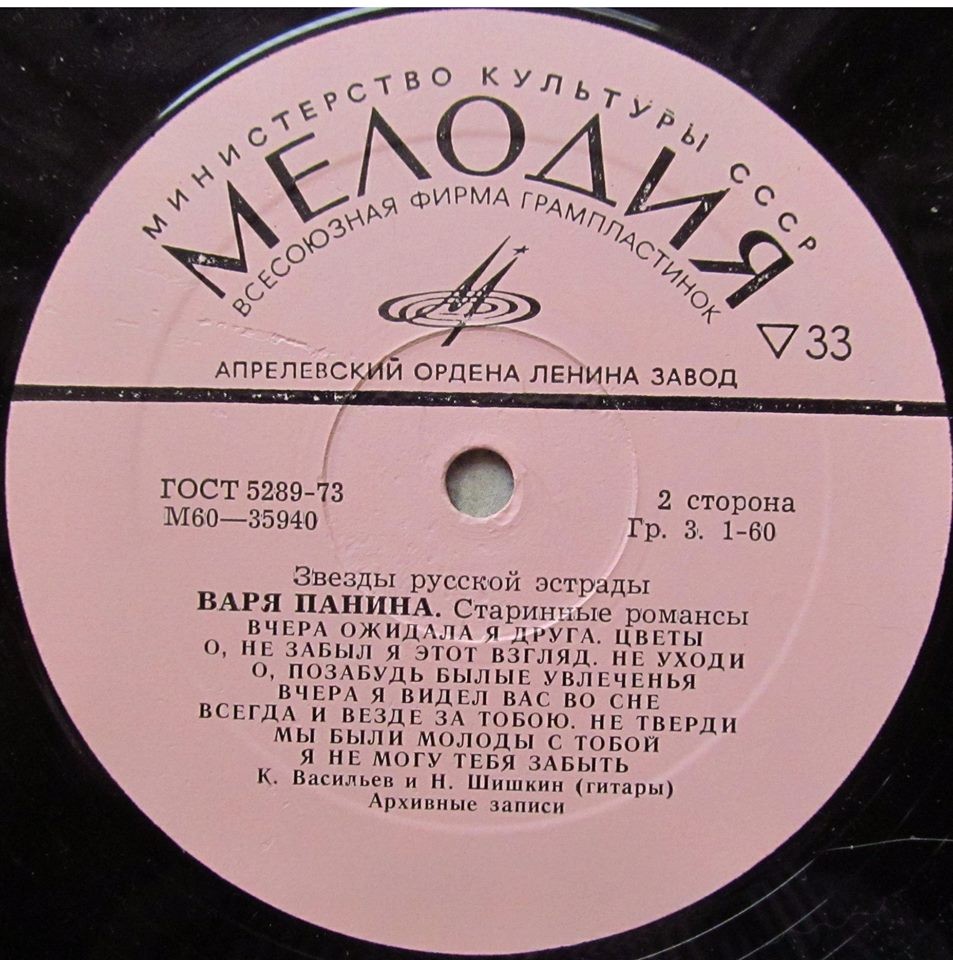 МИНИСТЕРСТВО КУЛЬТУРЫ СССР
МЕЛОДИЯ
ВСЕСОЮЗНАЯ ФИРМА ГРАМПЛАСТИНОК
▽33
АПРЕЛЕВСКИЙ ОРДЕНА ЛЕНИНА ЗАВОД
ГОСТ 5289-73
М60—35940
2 сторона
Гр. 3. 1-60
Звезды русской эстрады
ВАРЯ ПАНИНА. Старинные романсы
ВЧЕРА ОЖИДАЛА Я ДРУГА. ЦВЕТЫ
О, НЕ ЗАБЫЛ Я ЭТОТ ВЗГЛЯД. НЕ УХОДИ
О, ПОЗАБУДЬ БЫЛЫЕ УВЛЕЧЕНЬЯ
ВЧЕРА Я ВИДЕЛ ВАС ВО СНЕ
ВСЕГДА И ВЕЗДЕ ЗА ТОБОЮ. НЕ ТВЕРДИ
МЫ БЫЛИ МОЛОДЫ С ТОБОЙ
Я НЕ МОГУ ТЕБЯ ЗАБЫТЬ
К. Васильев и Н. Шишкин (гитары)
Архивные записи